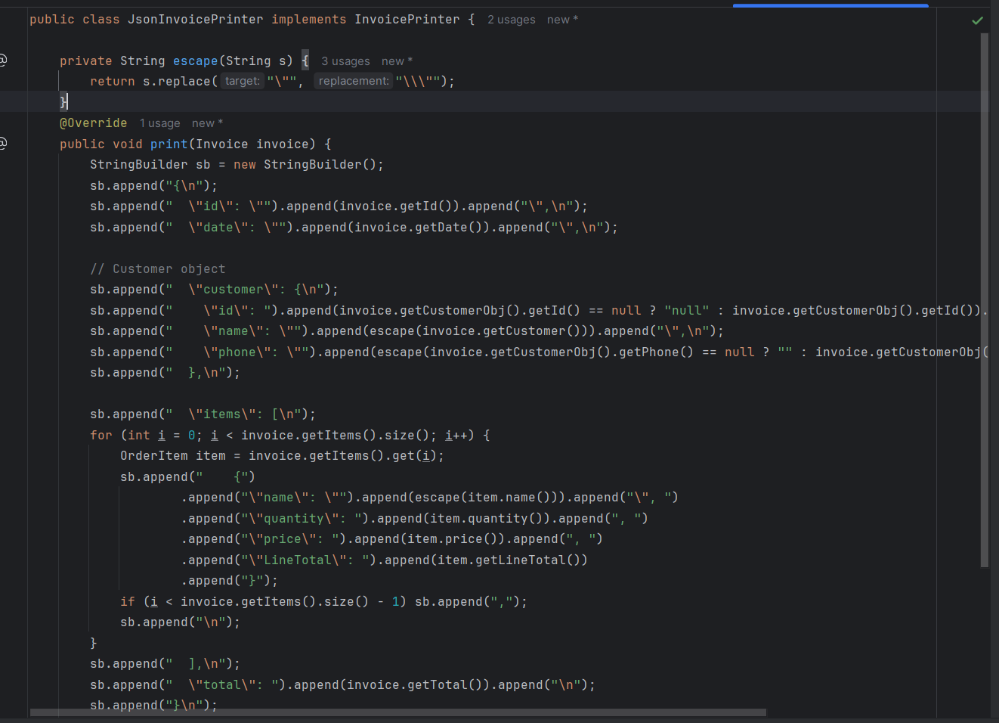 public class JsonInvoicePrinter implements InvoicePrinter {  2 usages  new *
    private String escape(String s) {  3 usages  new *
        return s.replace( target: "\"",  replacement: "\\\"");
    }
    @Override  1 usage  new *
    public void print(Invoice invoice) {
        StringBuilder sb = new StringBuilder();
        sb.append("{\n");
        sb.append("  \"id\": \"").append(invoice.getId()).append("\",\n");
        sb.append("  \"date\": \"").append(invoice.getDate()).append("\",\n");
        // Customer object
        sb.append("  \"customer\": {\n");
        sb.append("    \"id\": ").append(invoice.getCustomerObj().getId() == null ? "null" : invoice.getCustomerObj().getId()).
        sb.append("    \"name\": \"").append(escape(invoice.getCustomer())).append("\",\n");
        sb.append("    \"phone\": \"").append(escape(invoice.getCustomerObj().getPhone() == null ? "" : invoice.getCustomerObj(
        sb.append("  },\n");
        sb.append("  \"items\": [\n");
        for (int i = 0; i < invoice.getItems().size(); i++) {
            OrderItem item = invoice.getItems().get(i);
            sb.append("    {")
                    .append("\"name\": \"").append(escape(item.name())).append("\", ")
                    .append("\"quantity\": ").append(item.quantity()).append(", ")
                    .append("\"price\": ").append(item.price()).append(", ")
                    .append("\"LineTotal\": ").append(item.getLineTotal())
                    .append("}");
            if (i < invoice.getItems().size() - 1) sb.append(",");
            sb.append("\n");
        }
        sb.append("  ],\n");
        sb.append("  \"total\": ").append(invoice.getTotal()).append("\n");
        sb.append("}\n");